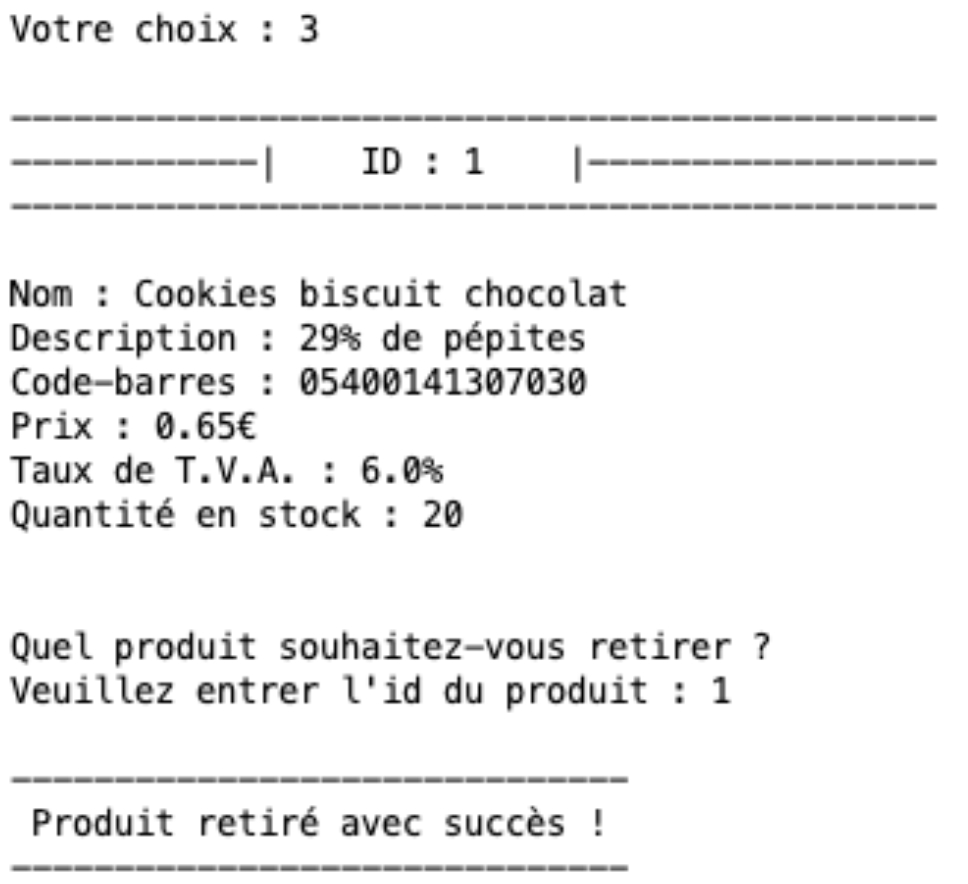 Votre choix : 3
---------------------------------------------
------------|    ID : 1    |-----------------
---------------------------------------------
Nom : Cookies biscuit chocolat
Description : 29% de pépites
Code-barres : 05400141307030
Prix : 0.65€
Taux de T.V.A. : 6.0%
Quantité en stock : 20
Quel produit souhaitez-vous retirer ?
Veuillez entrer l'id du produit : 1
------------------------------
Produit retiré avec succès !
------------------------------